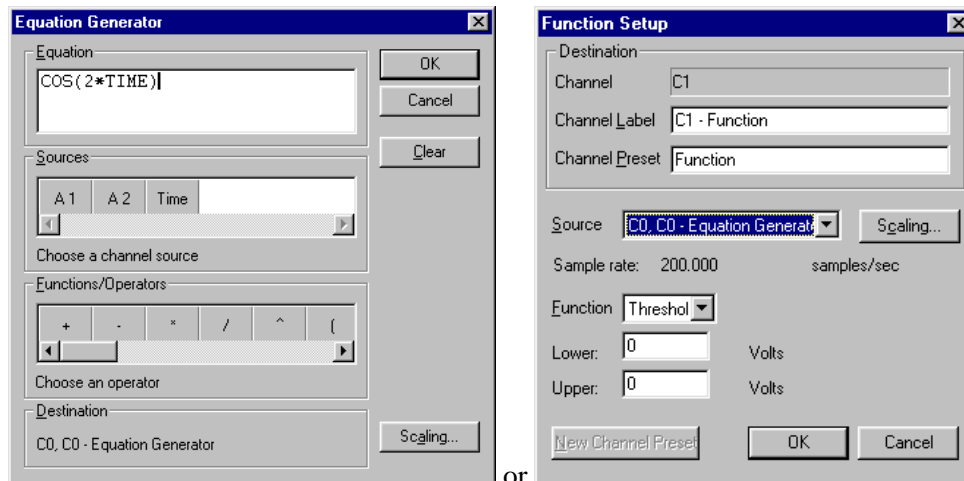 Equation Generator
Equation
COS(2*TIME)
OK
Cancel
Clear
Sources
A 1 A 2 Time
Choose a channel source
Functions/Operators
+ - * / ^ (
Choose an operator
Destination
C0, C0 - Equation Generator
Scaling...
or
Function Setup
Destination
Channel C1
Channel Label C1 - Function
Channel Preset Function
Source C0, C0 - Equation Generat Scaling...
Sample rate: 200.000 samples/sec
Function Threshol
Lower: 0 Volts
Upper: 0 Volts
New Channel Preset OK Cancel